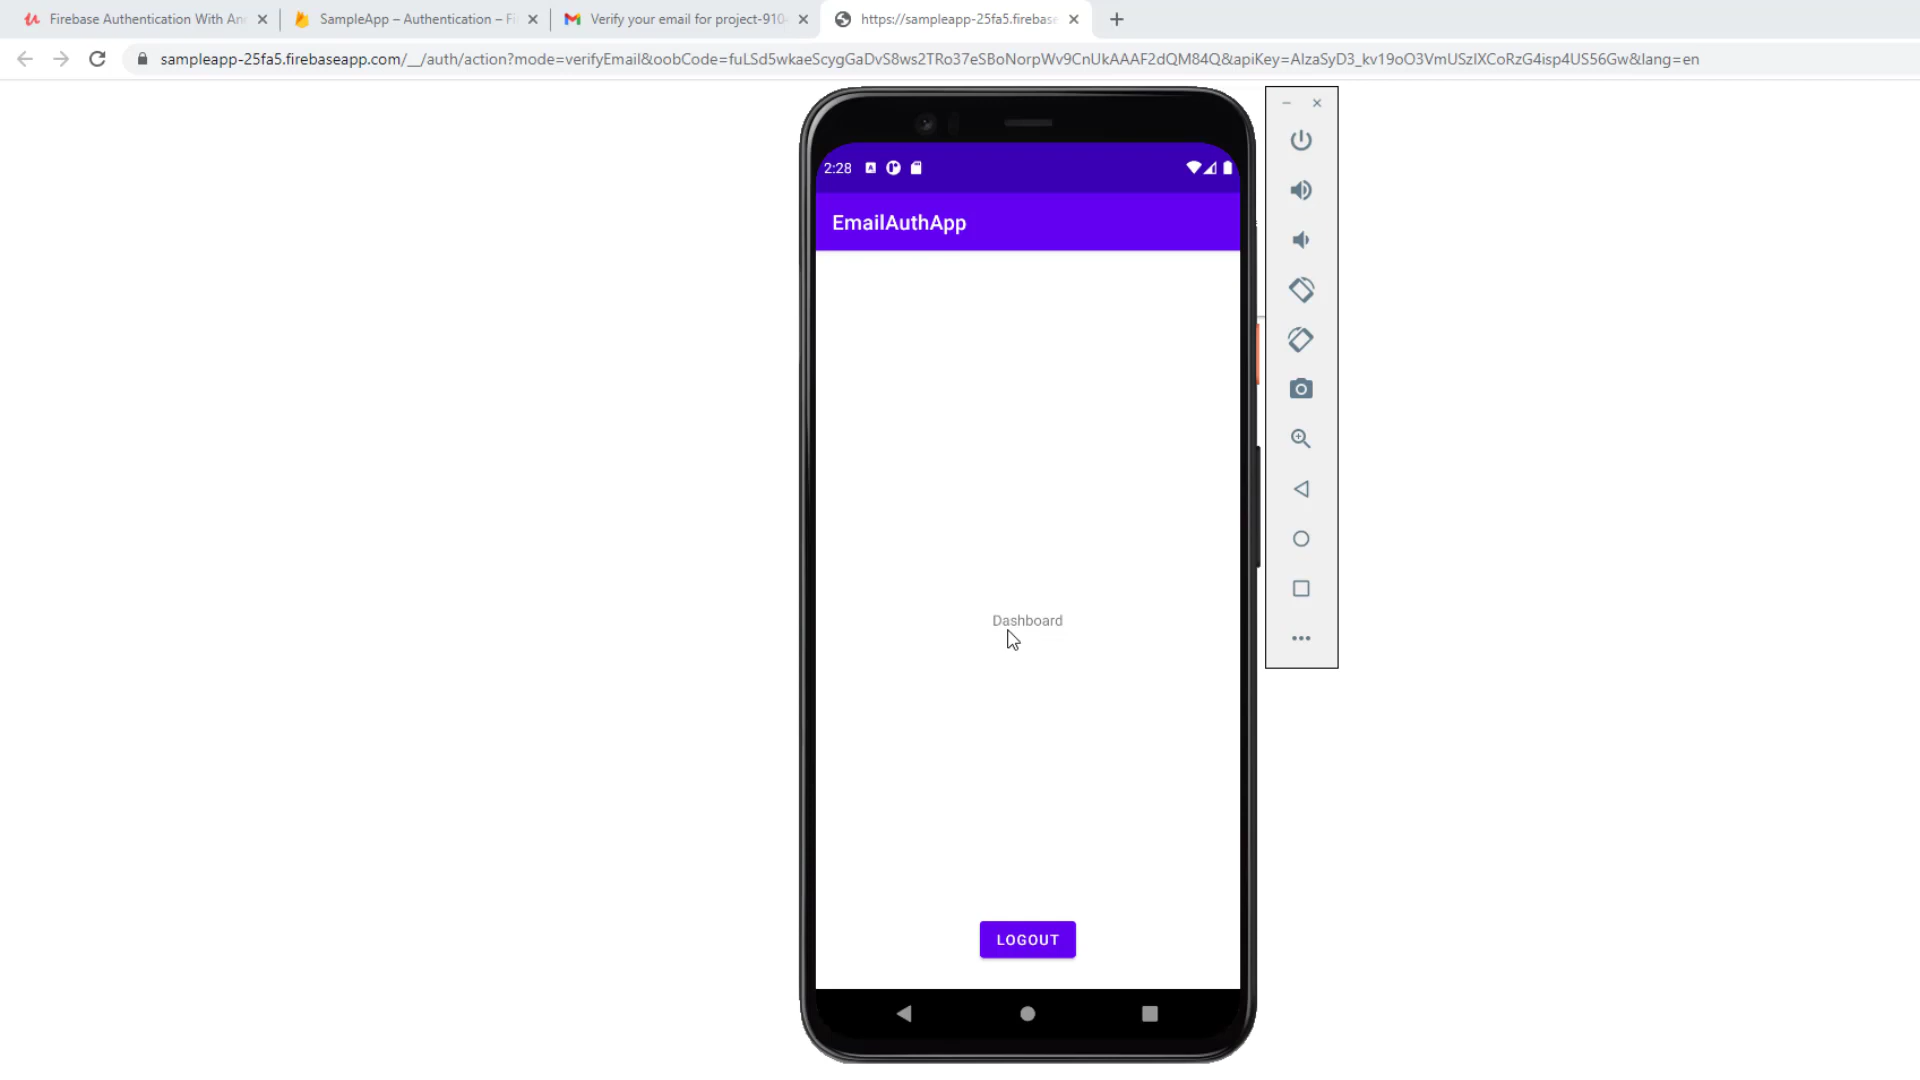 Firebase Authentication With An
SampleApp – Authentication – Fi
Verify your email for project-910
https://sampleapp-25fa5.firebase
sampleapp-25fa5.firebaseapp.com/__/auth/action?mode=verifyEmail&oobCode=fuLSd5wkaeScygGaDvS8ws2TRo37eSBoNorpWv9CnUkAAAF2dQM84Q&apiKey=AIzaSyD3_kv19oO3VmUSzIXCoRzG4isp4US56Gw&lang=en
2:28
EmailAuthApp
Dashboard
LOGOUT